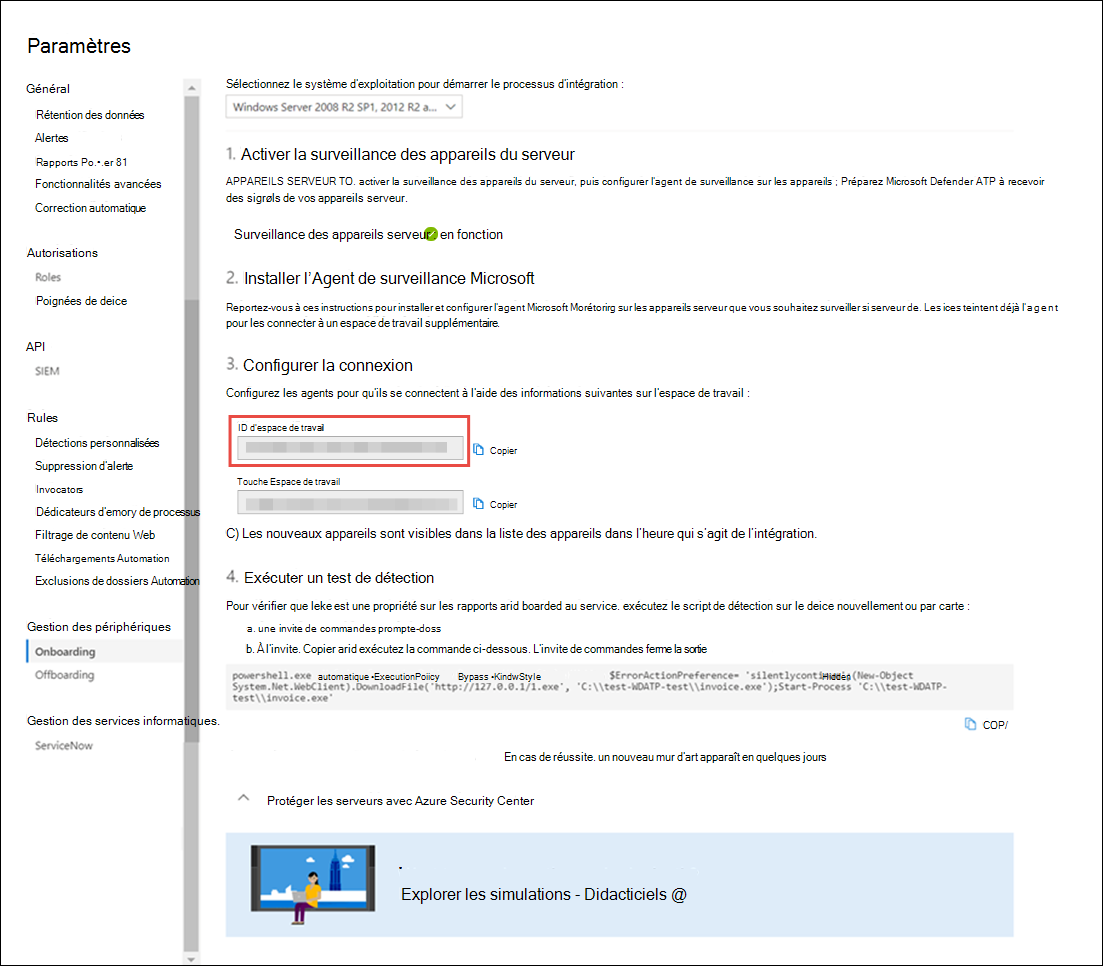 Paramètres
Général
Rétention des données
Alertes
Rapports Po.•.er 81
Fonctionnalités avancées
Correction automatique
Autorisations
Roles
Poignées de deice
API
SIEM
Rules
Détections personnalisées
Suppression d'alerte
Invocators
Dédicateurs d'emory de processus
Filtrage de contenu Web
Téléchargements Automation
Exclusions de dossiers Automation
Gestion des périphériques
Onboarding
Offboarding
Gestion des services informatiques.
ServiceNow
Sélectionnez le système d'exploitation pour démarrer le processus d'intégration :
Windows Server 2008 R2 SP1, 2012 R2 a...
1. Activer la surveillance des appareils du serveur
APPAREILS SERVEUR TO. activer la surveillance des appareils du serveur, puis configurer l'agent de surveillance sur les appareils ; Préparez Microsoft Defender ATP à recevoir
des sigrøls de vos appareils serveur.
Surveillance des appareils serveur en fonction
2. Installer l'Agent de surveillance Microsoft
Reportez-vous à ces instructions pour installer et configurer l'agent Microsoft Morétorirg sur les appareils serveur que vous souhaitez surveiller si serveur de. Les ices teintent déjà l'agent
pour les connecter à un espace de travail supplémentaire.
3. Configurer la connexion
Configurez les agents pour qu'ils se connectent à l'aide des informations suivantes sur l'espace de travail :
ID d'espace de travail
Copier
Touche Espace de travail
Copier
C) Les nouveaux appareils sont visibles dans la liste des appareils dans l'heure qui s'agit de l'intégration.
4. Exécuter un test de détection
Pour vérifier que leke est une propriété sur les rapports arid boarded au service. exécutez le script de détection sur le deice nouvellement ou par carte :
a. une invite de commandes prompte-doss
b. À l'invite. Copier arid exécutez la commande ci-dessous. L'invite de commandes ferme la sortie
powershell.exe automatique •ExecutionPoiicy Bypass •KindwStyle Hidden $ErrorActionPreference= 'silentlycontinue';(New-Object
System.Net.WebClient).DownloadFile('http://127.0.0.1/1.exe', 'C:\\test-WDATP-test\\invoice.exe');Start-Process 'C:\\test-WDATP-
test\\invoice.exe'
COP/
En cas de réussite. un nouveau mur d'art apparaît en quelques jours
Protéger les serveurs avec Azure Security Center
Explorer les simulations - Didacticiels @